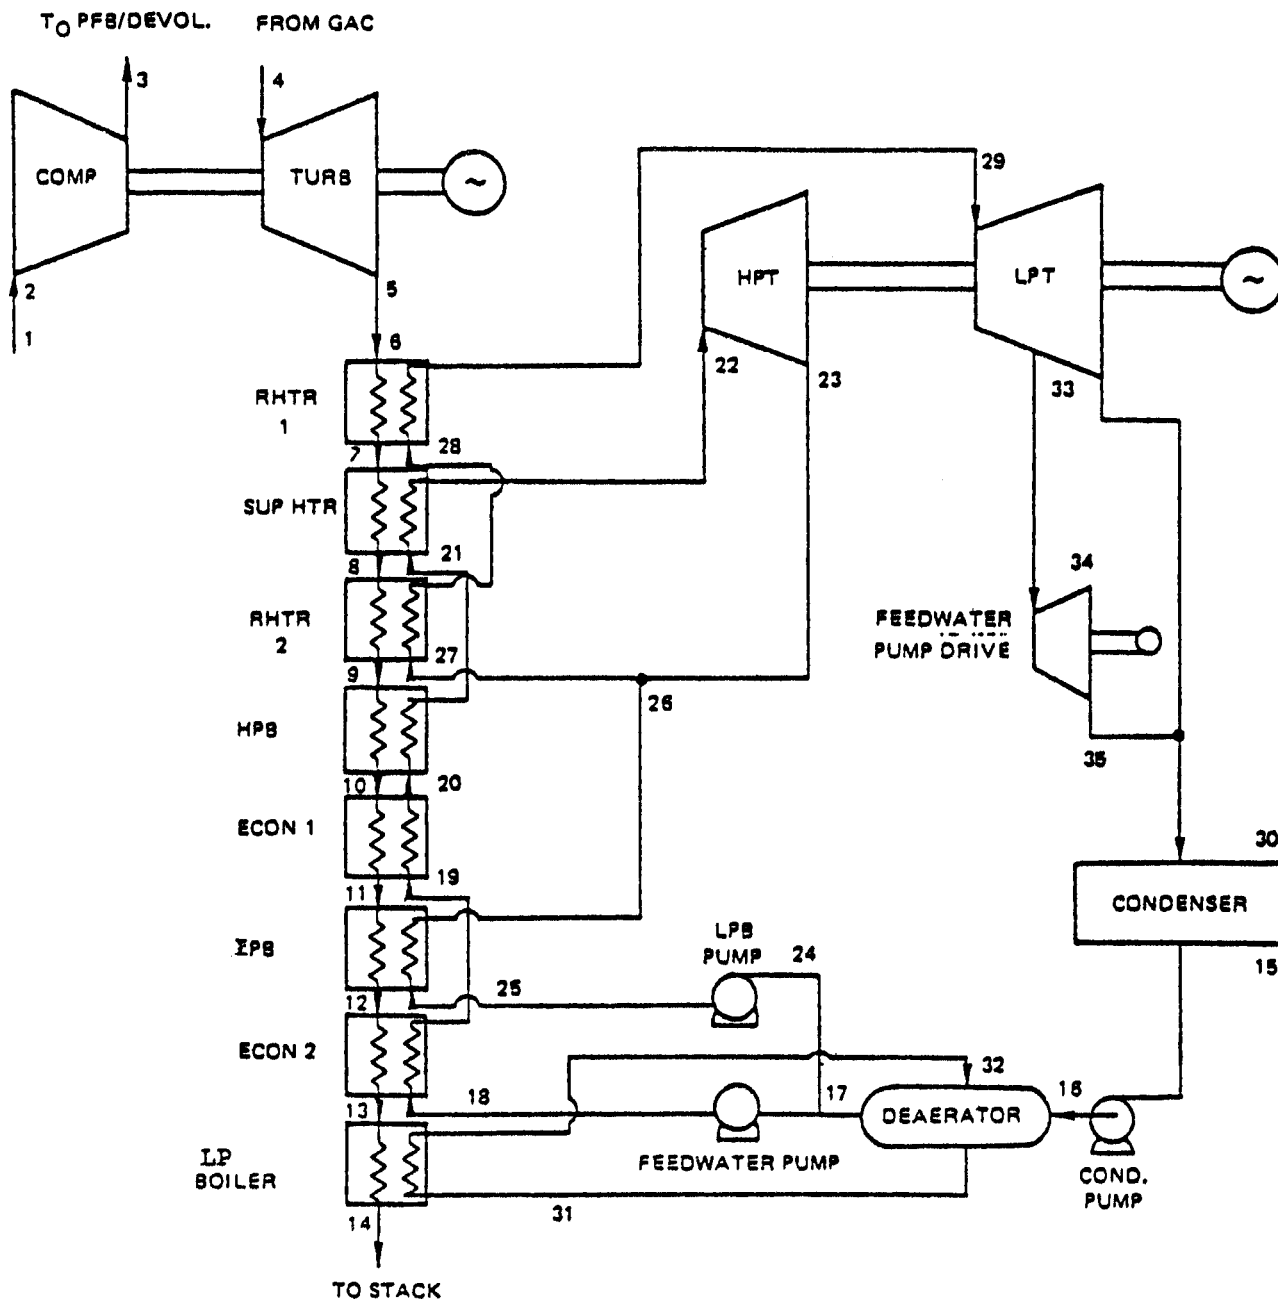 TO PFB/DEVOL.
FROM GAC
3
4
COMP
TURB
~
29
HPT
LPT
~
2
1
5
6
22
23
33
RHTR
1
7
28
SUP HTR
8
21
34
RHTR
2
FEEDWATER
PUMP DRIVE
9
27
26
35
HPB
10
20
ECON 1
30
11
19
CONDENSER
IPB
LPB
PUMP
24
15
12
25
ECON 2
32
13
18
17
DEAERATOR
16
LP
BOILER
FEEDWATER PUMP
COND.
PUMP
14
31
TO STACK